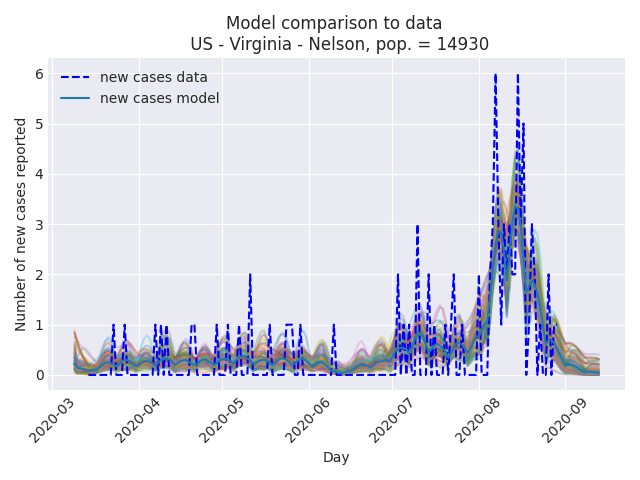 Model comparison to data
US - Virginia - Nelson, pop. = 14930
new cases data
new cases model
Number of new cases reported
6
5
4
3
2
1
0
2020-03
2020-04
2020-05
2020-06
2020-07
2020-08
2020-09
Day